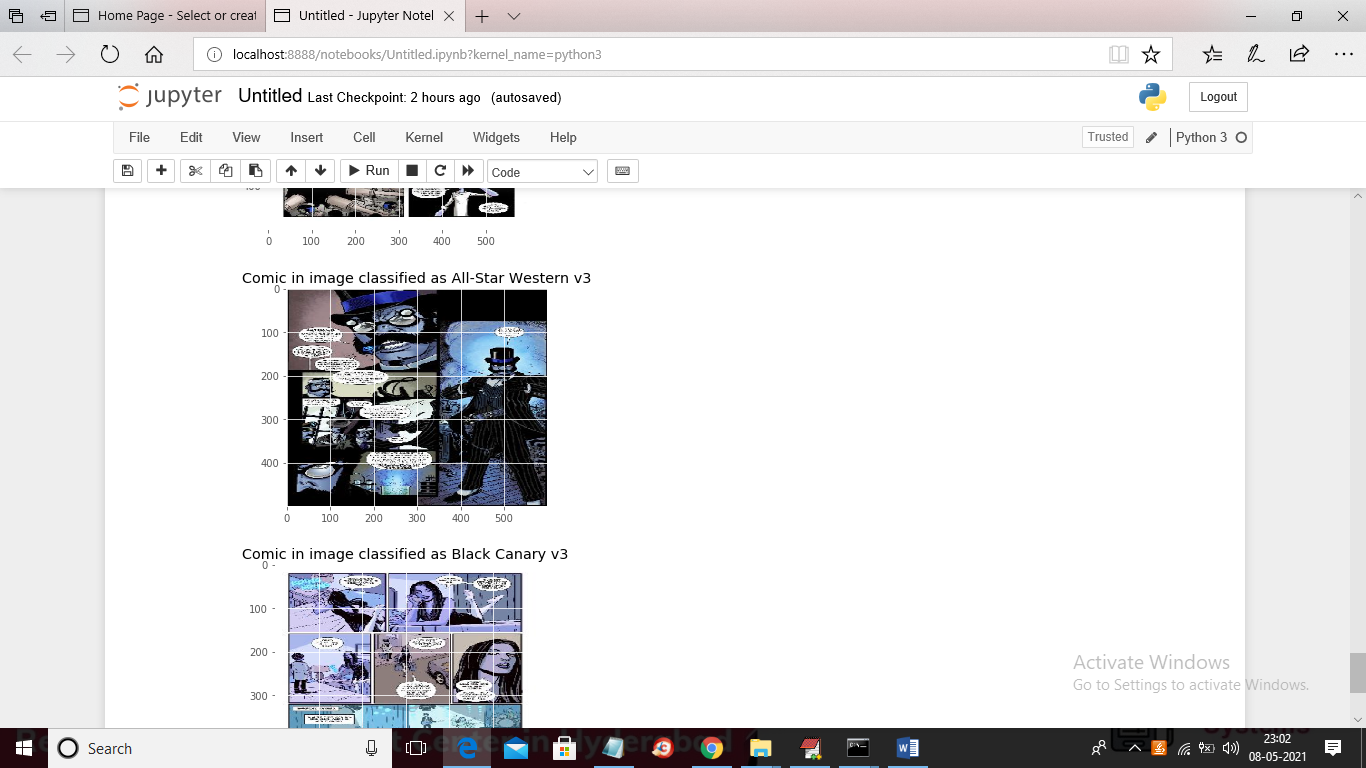 Home Page - Select or creat
Untitled - Jupyter Notel
localhost:8888/notebooks/Untitled.ipynb?kernel_name=python3
jupyter Untitled Last Checkpoint: 2 hours ago (autosaved)
Logout
File Edit View Insert Cell Kernel Widgets Help
Trusted
Python 3
Run
Code
0 100 200 300 400 500
Comic in image classified as All-Star Western v3
0
100
200
300
400
0 100 200 300 400 500
Comic in image classified as Black Canary v3
0
100
200
300
Activate Windows
Go to Settings to activate Windows.
Search
23:02
08-05-2021